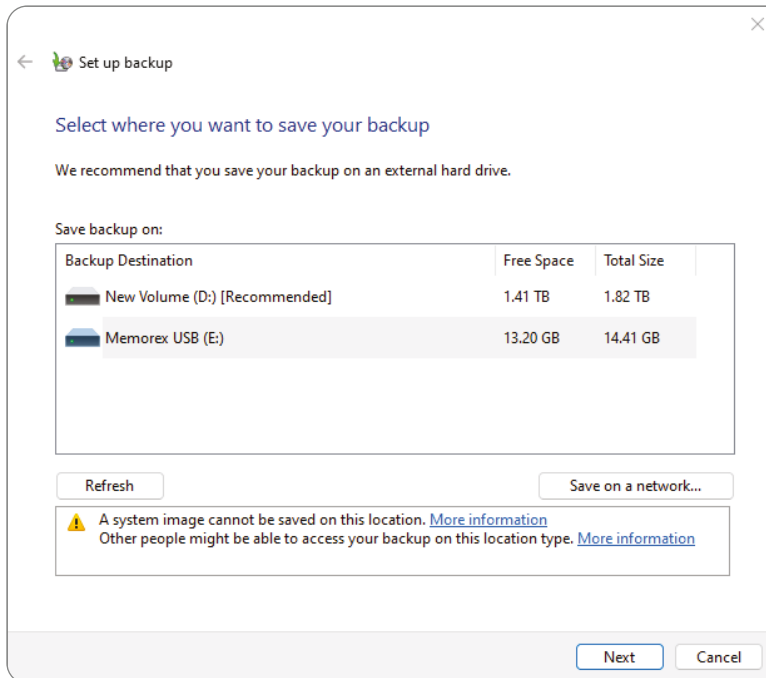 Set up backup
Select where you want to save your backup
We recommend that you save your backup on an external hard drive.
Save backup on:
Backup Destination Free Space Total Size
New Volume (D:) [Recommended] 1.41 TB 1.82 TB
Memorex USB (E:) 13.20 GB 14.41 GB
Refresh Save on a network...
A system image cannot be saved on this location. More information
Other people might be able to access your backup on this location type. More information
Next Cancel